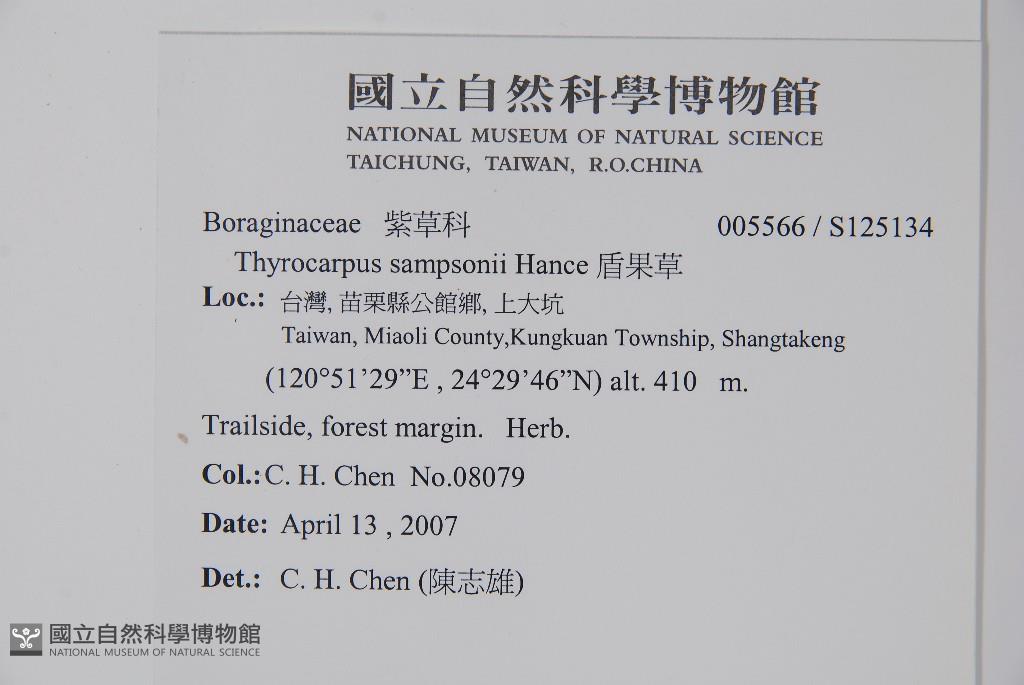 國立自然科學博物館
NATIONAL MUSEUM OF NATURAL SCIENCE
TAICHUNG, TAIWAN, R.O.CHINA
Boraginaceae 紫草科 005566 / S125134
Thyrocarpus sampsonii Hance 盾果草
Loc.: 台灣, 苗栗縣公館鄉, 上大坑
Taiwan, Miaoli County,Kungkuan Township, Shangtakeng
(120°51’29”E , 24°29’46”N) alt. 410 m.
Trailside, forest margin. Herb.
Col.: C. H. Chen No.08079
Date: April 13 , 2007
Det.: C. H. Chen (陳志雄)
國立自然科學博物館
NATIONAL MUSEUM OF NATURAL SCIENCE